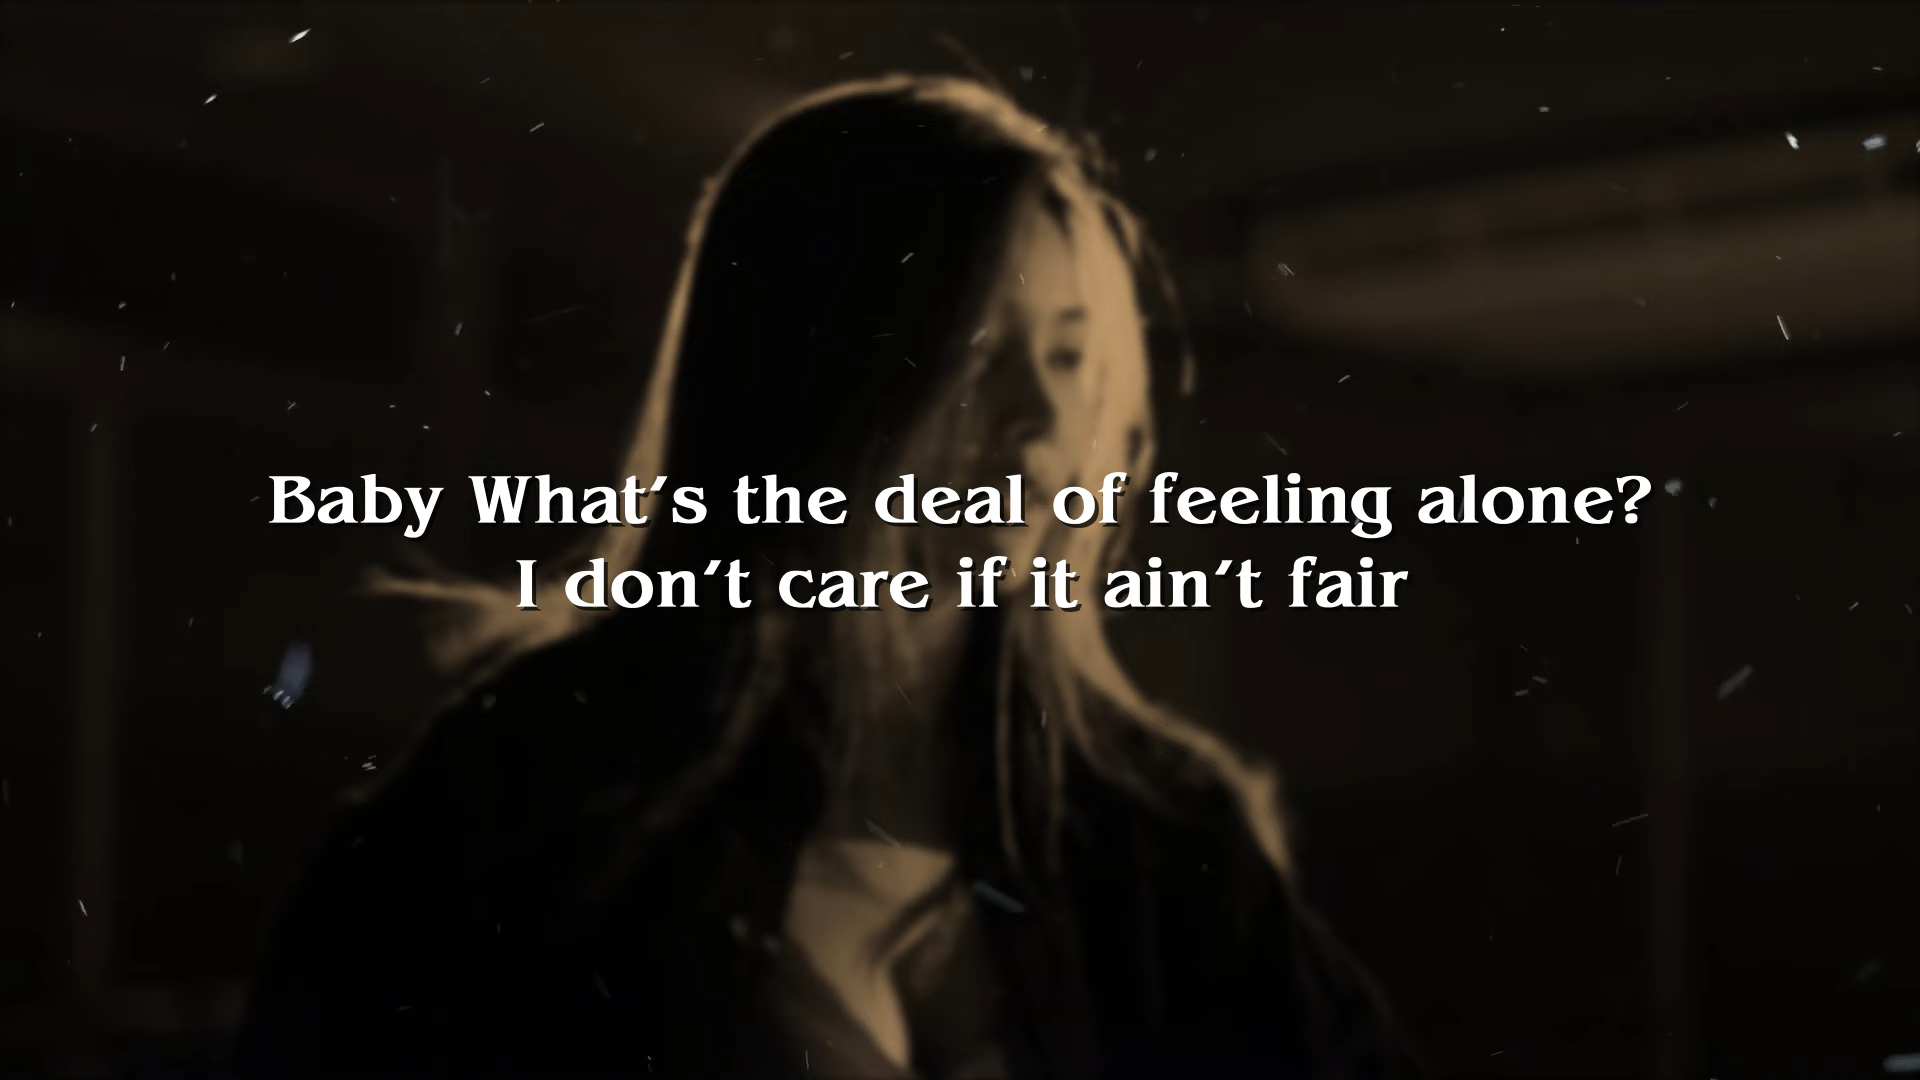 Baby What's the deal of feeling alone?
I don't care if it ain't fair